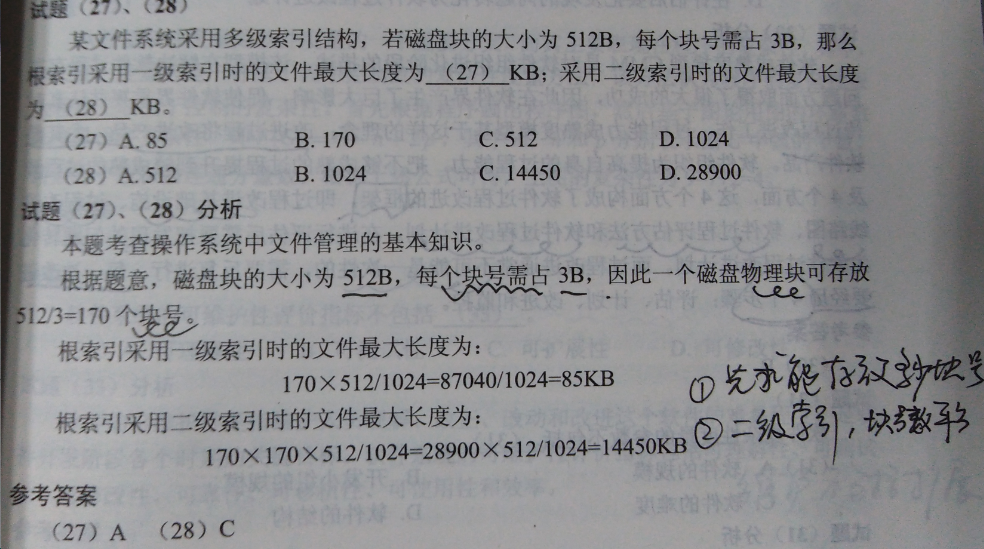 试题（27）、（28）
某文件系统采用多级索引结构，若磁盘块的大小为 512B，每个块号需占 3B，那么
根索引采用一级索引时的文件最大长度为 （27） KB；采用二级索引时的文件最大长度
为 （28） KB。
（27）A. 85 B. 170 C. 512 D. 1024
（28）A. 512 B. 1024 C. 14450 D. 28900
试题（27）、（28）分析
本题考查操作系统中文件管理的基本知识。
根据题意，磁盘块的大小为 512B，每个块号需占 3B，因此一个磁盘物理块可存放
512/3=170 个块号。
根索引采用一级索引时的文件最大长度为：
170×512/1024=87040/1024=85KB
① 先求能存放多少块号
根索引采用二级索引时的文件最大长度为：
② 二级索引，块号数平方
170×170×512/1024=28900×512/1024=14450KB
参考答案
（27）A （28）C